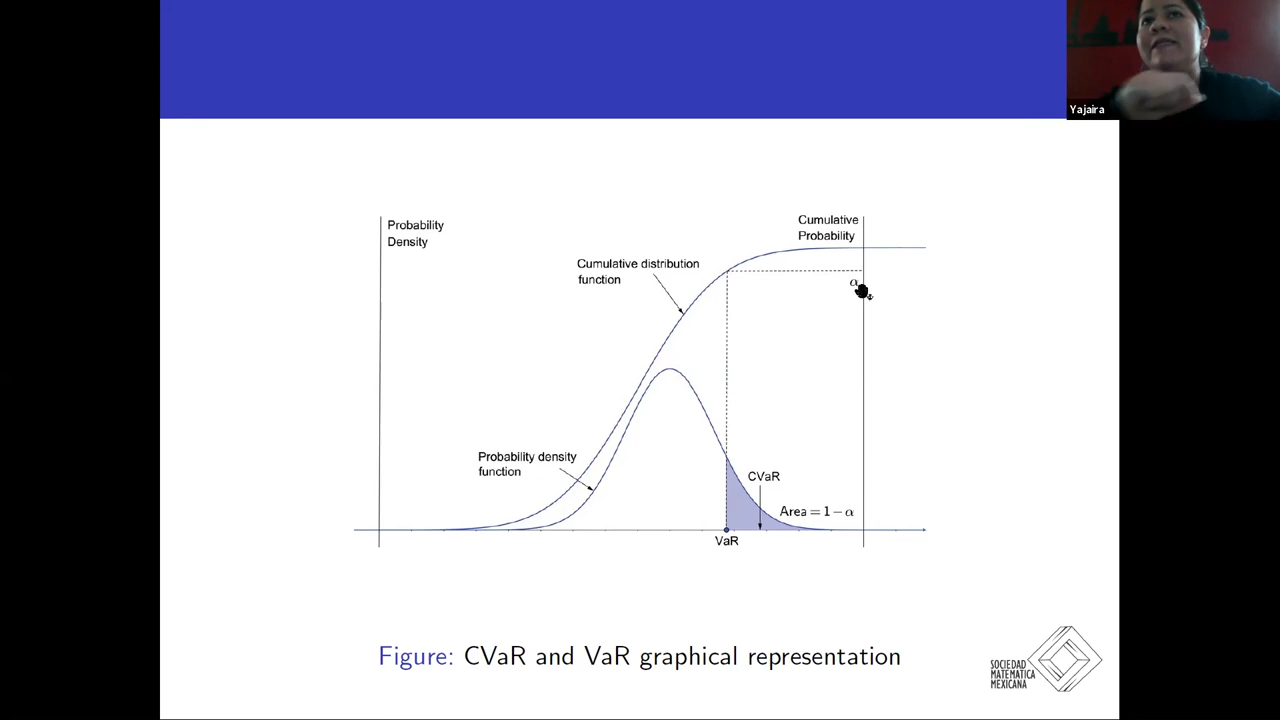 Yajaira
Probability
Density
Cumulative
Probability
Cumulative distribution
function
α
Probability density
function
CVaR
Area = 1 − α
VaR
Figure: CVaR and VaR graphical representation
SOCIEDAD
MATEMATICA
MEXICANA